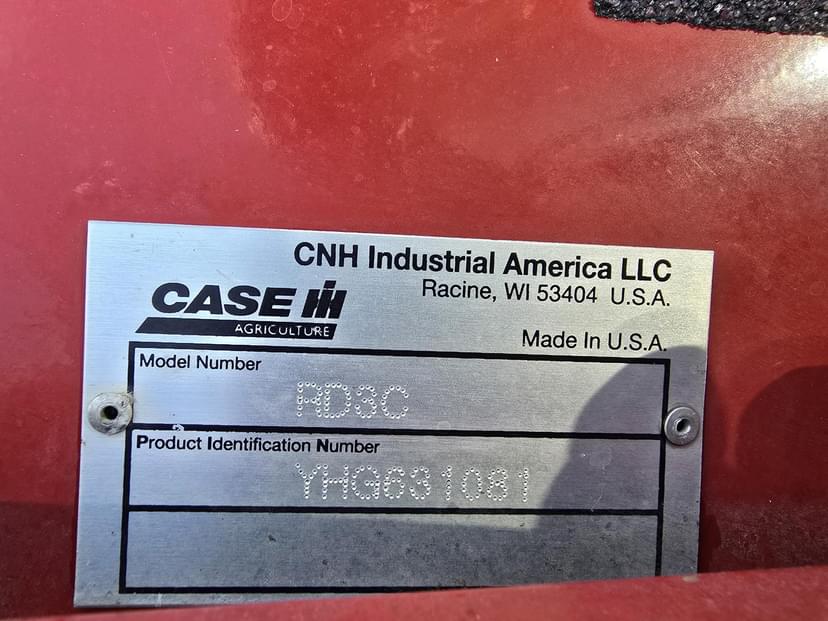 CNH Industrial America LLC
Racine, WI 53404 U.S.A.
CASE IH
AGRICULTURE
Made In U.S.A.
Model Number
RD3C
Product Identification Number
YHG631081